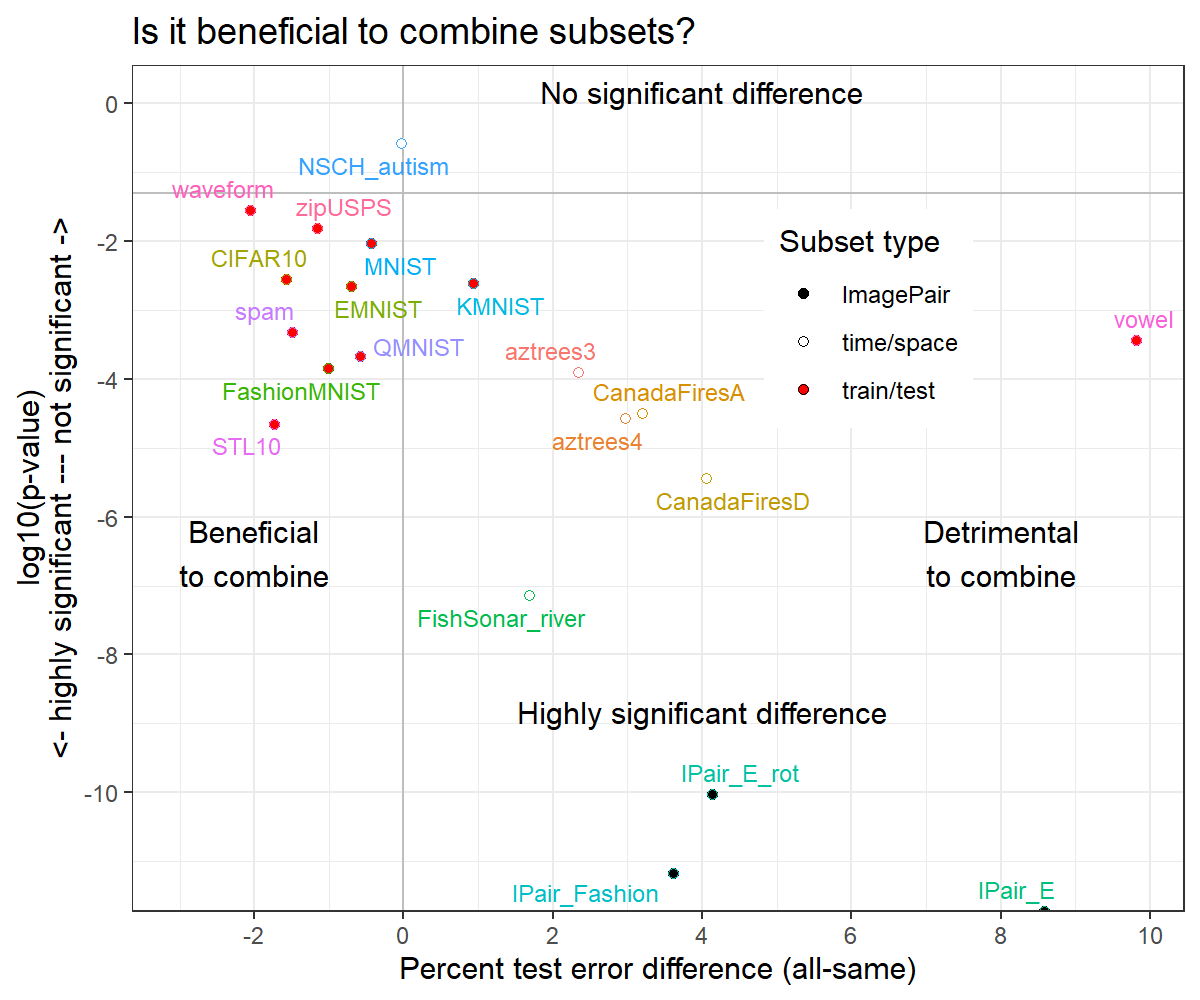 Is it beneficial to combine subsets?
No significant difference
0
-2
-4
-6
-8
-10
log10(p-value)
<- highly significant --- not significant ->
NSCH_autism
waveform
zipUSPS
CIFAR10
MNIST
EMNIST
KMNIST
spam
QMNIST
FashionMNIST
STL10
aztrees3
CanadaFiresA
aztrees4
CanadaFiresD
vowel
Subset type
ImagePair
time/space
train/test
Beneficial
to combine
Detrimental
to combine
FishSonar_river
Highly significant difference
IPair_E_rot
IPair_Fashion
IPair_E
-2
0
2
4
6
8
10
Percent test error difference (all-same)